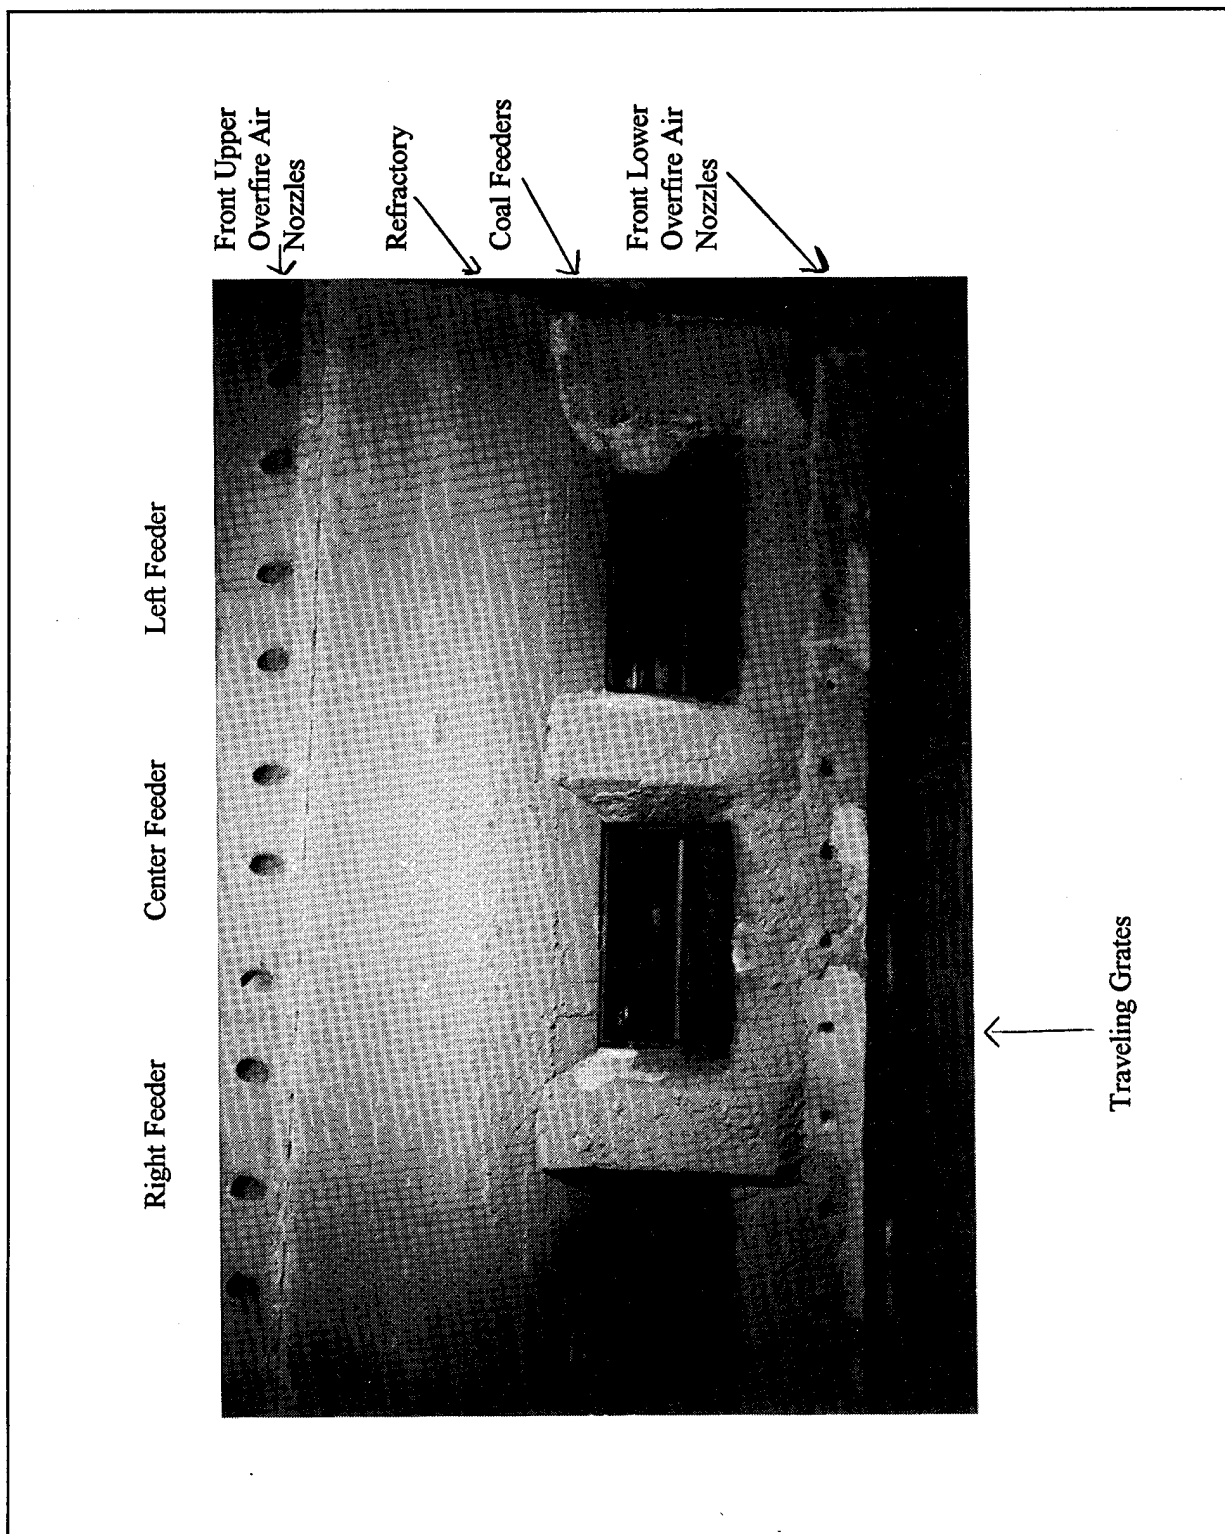 Right Feeder
Center Feeder
Left Feeder
Front Upper
Overfire Air
Nozzles
Refractory
Coal Feeders
Front Lower
Overfire Air
Nozzles
Traveling Grates